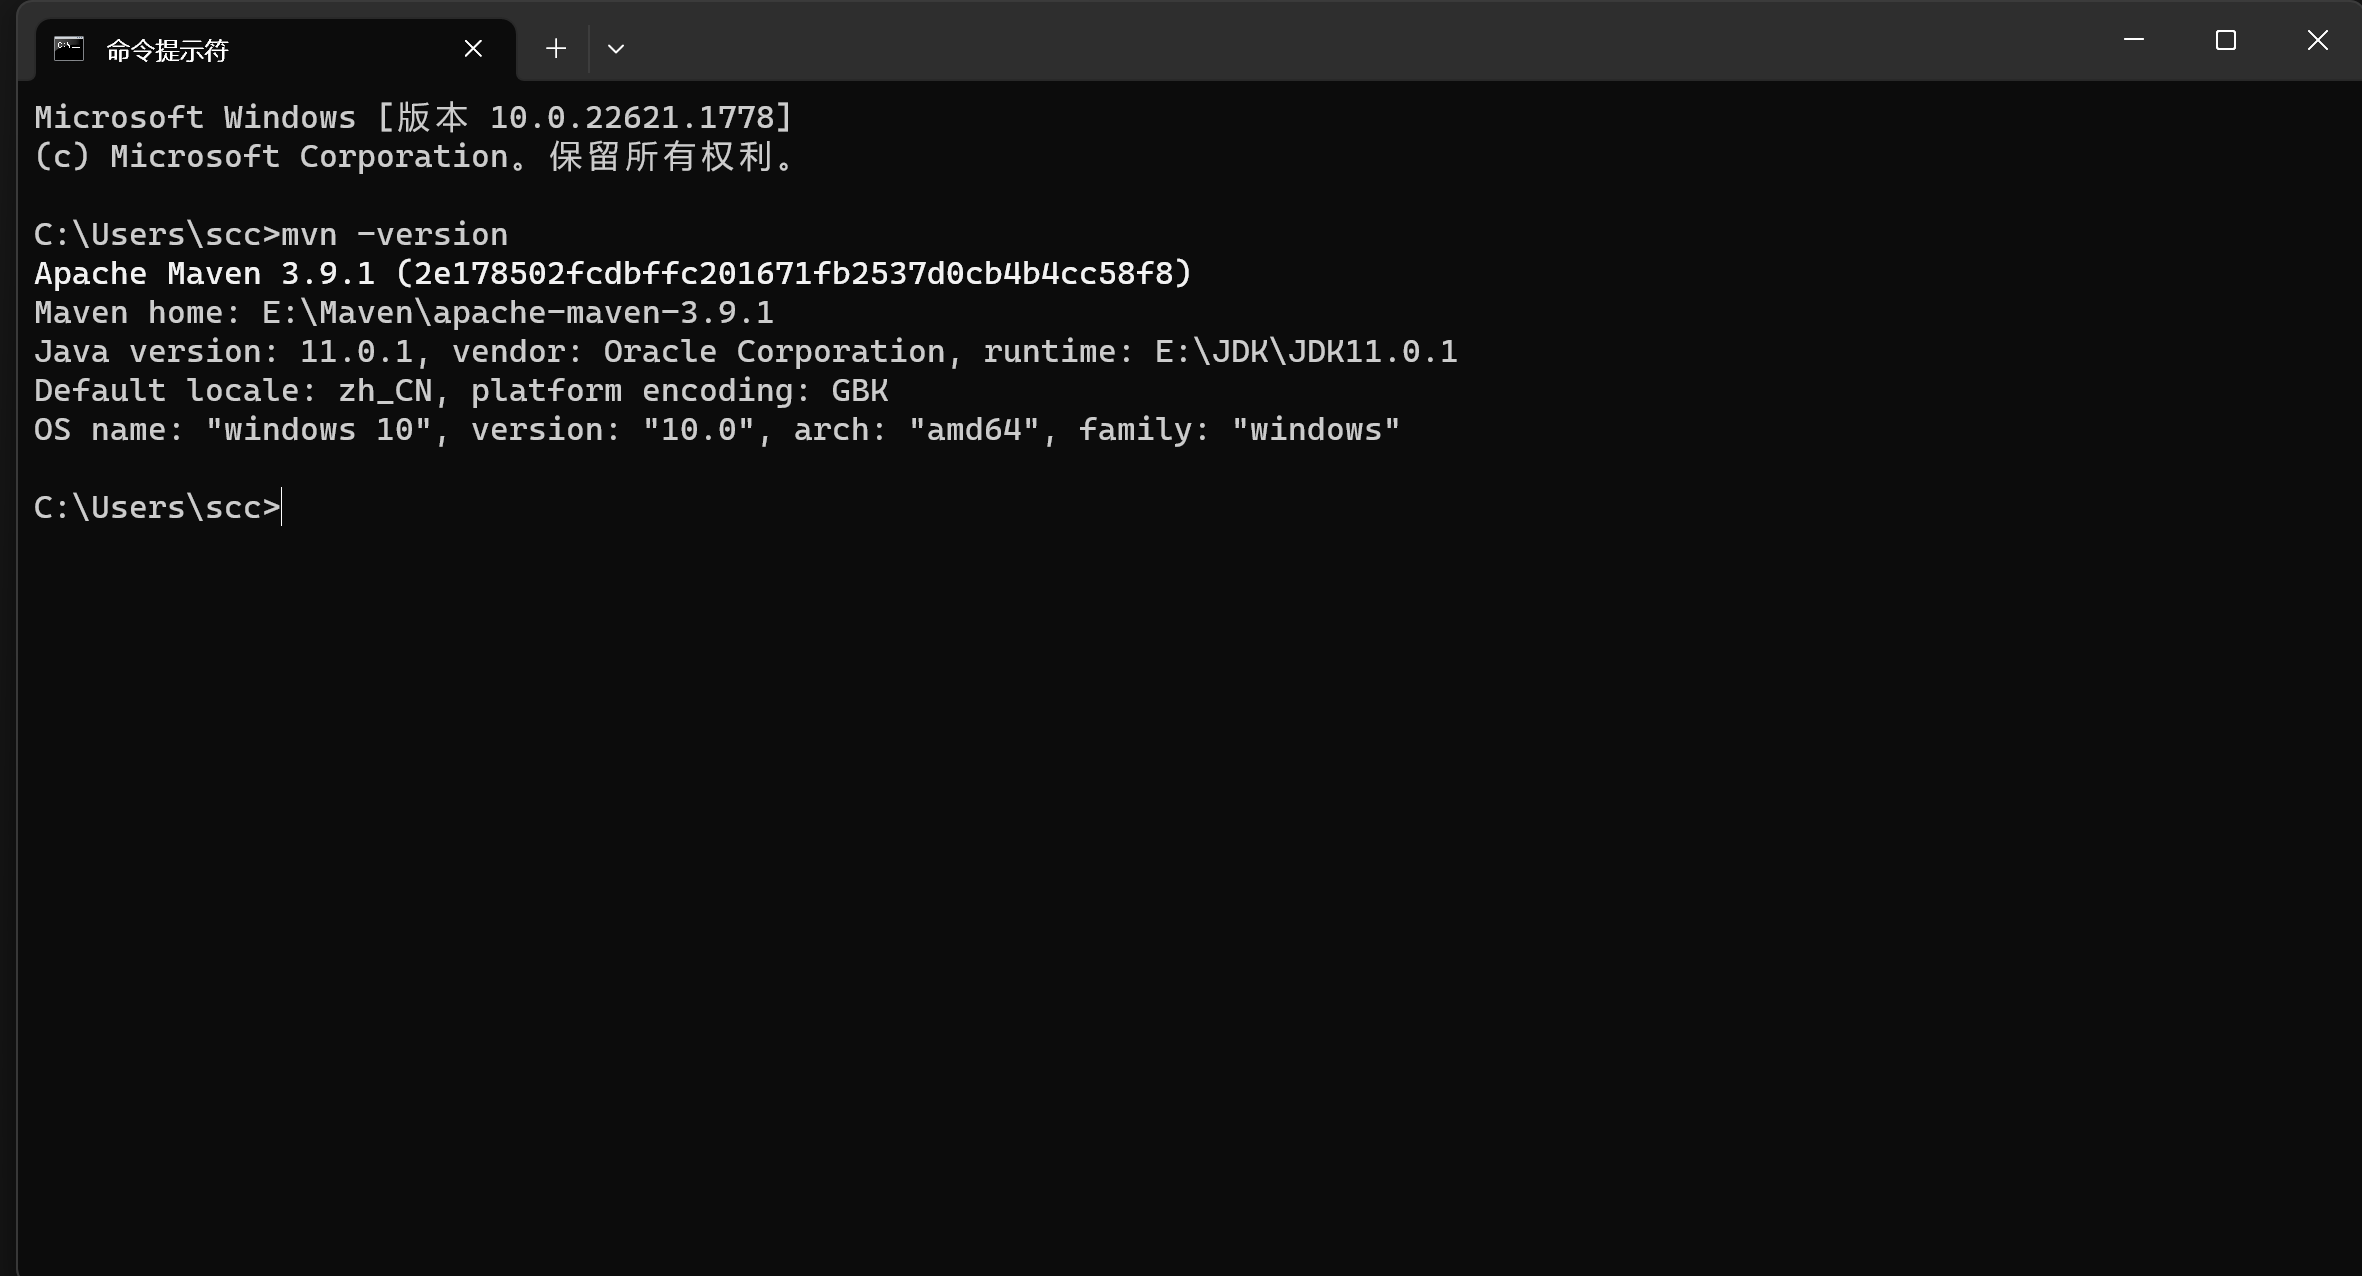 命令提示符
Microsoft Windows [版本 10.0.22621.1778]
(c) Microsoft Corporation。保留所有权利。
C:\Users\scc>mvn -version
Apache Maven 3.9.1 (2e178502fcdbffc201671fb2537d0cb4b4cc58f8)
Maven home: E:\Maven\apache-maven-3.9.1
Java version: 11.0.1, vendor: Oracle Corporation, runtime: E:\JDK\JDK11.0.1
Default locale: zh_CN, platform encoding: GBK
OS name: "windows 10", version: "10.0", arch: "amd64", family: "windows"
C:\Users\scc>